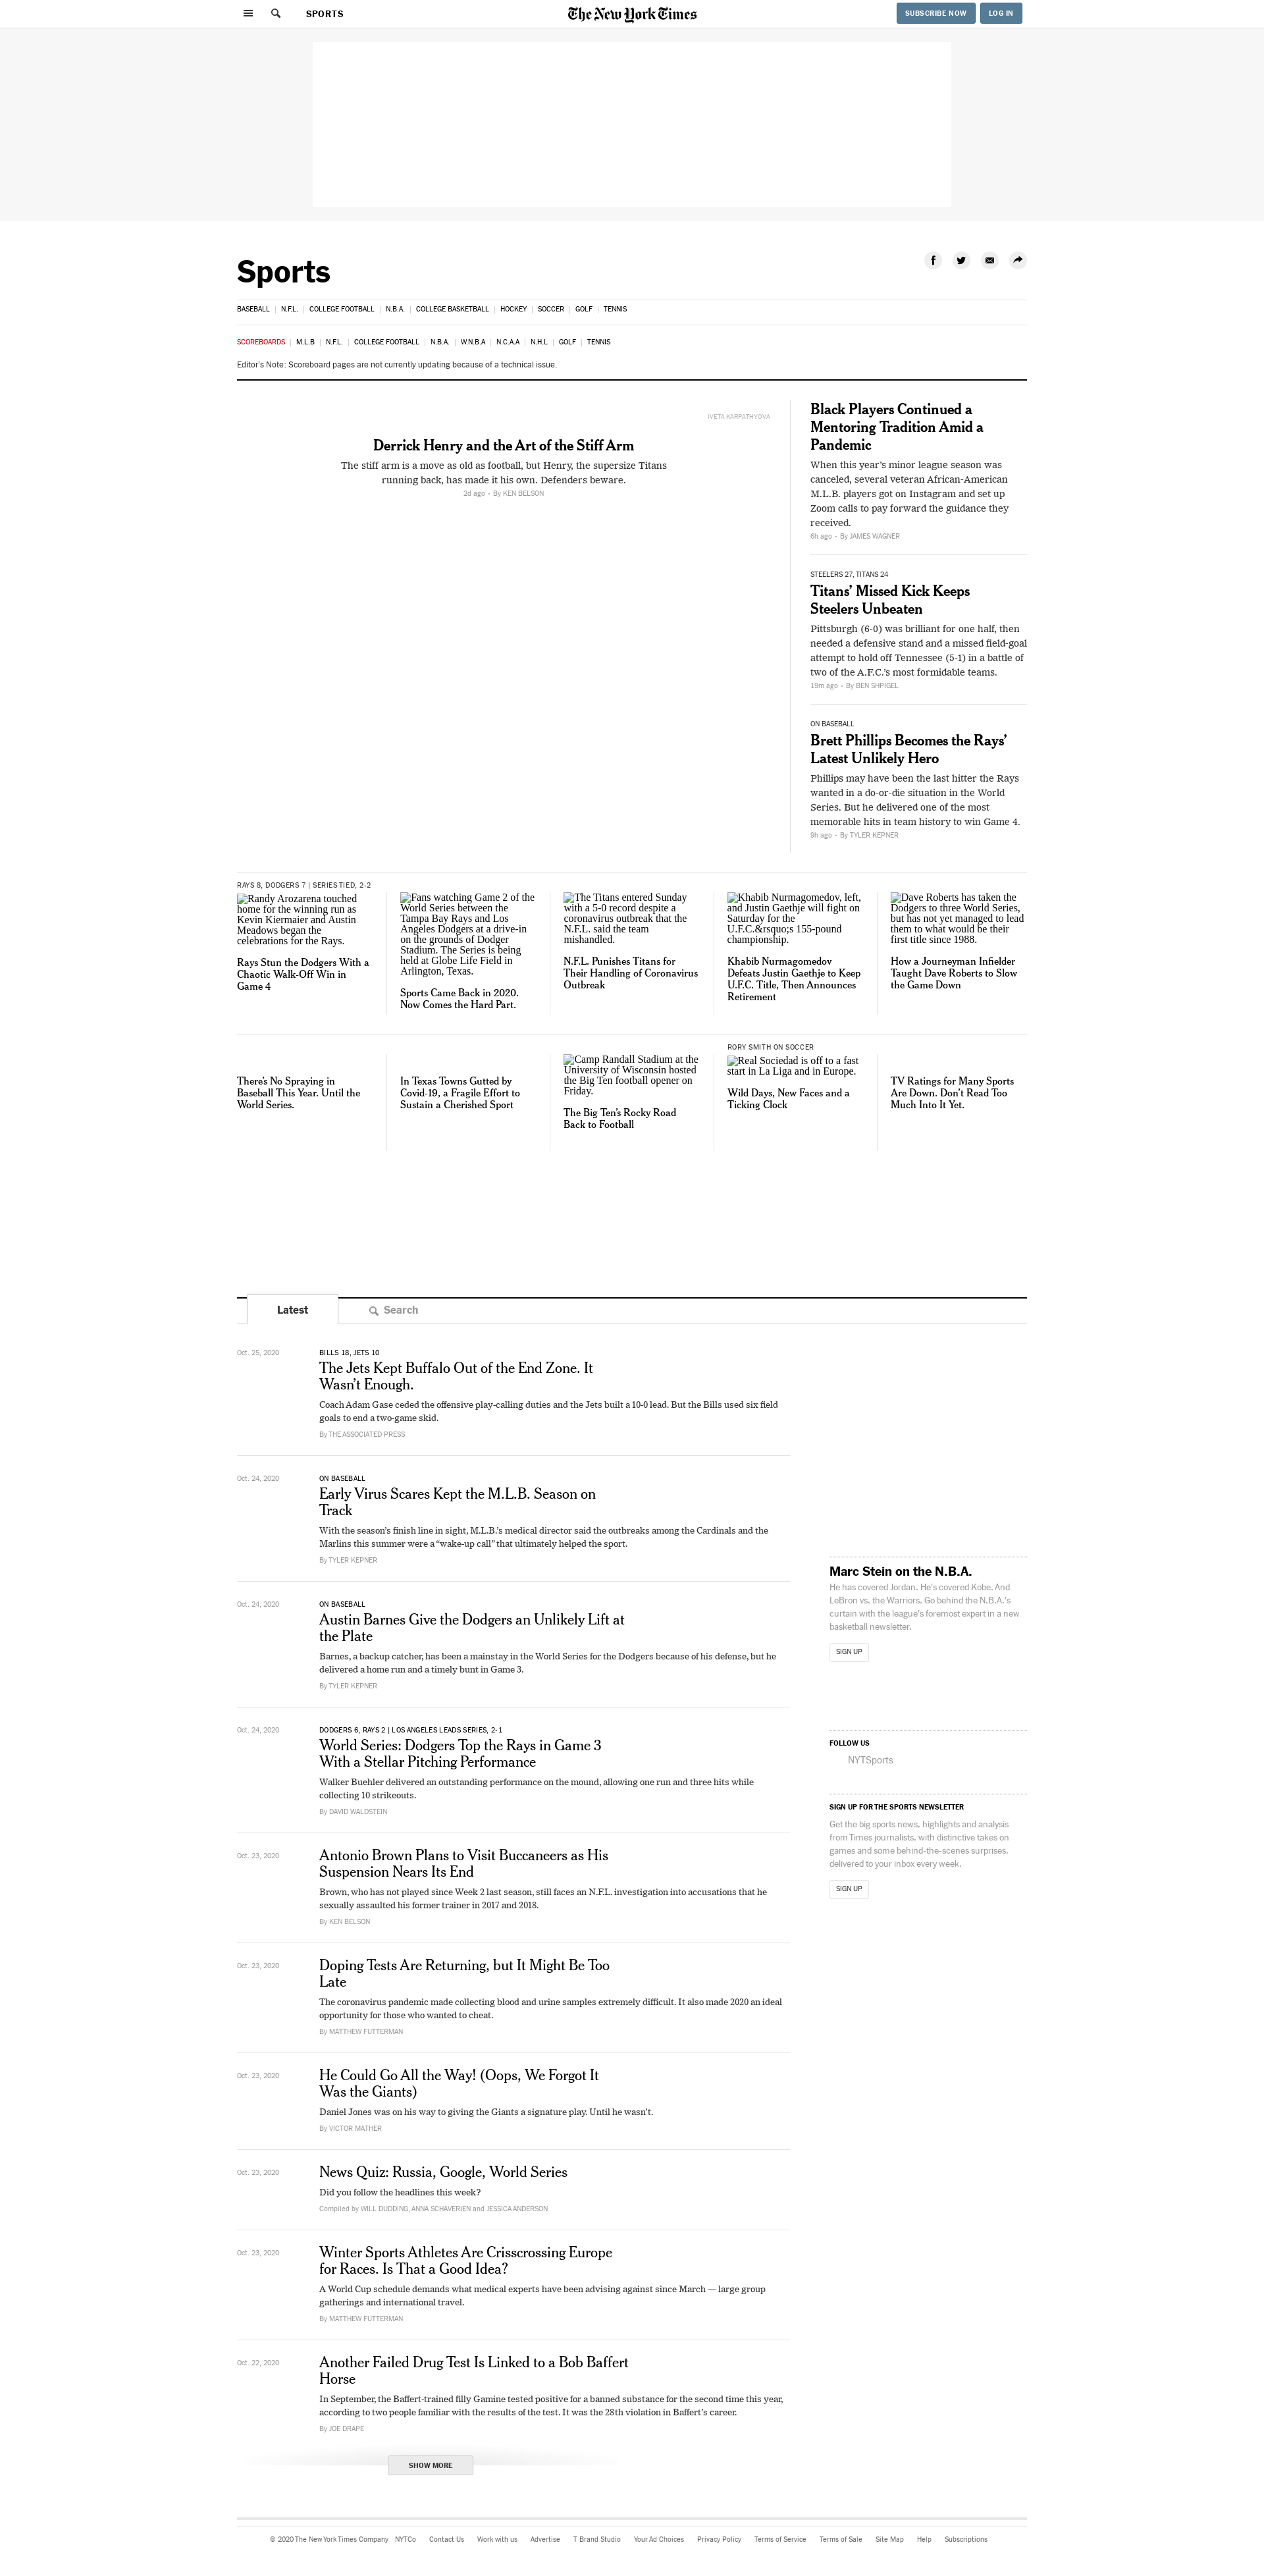 SPORTS
The New York Times
SUBSCRIBE NOW
LOG IN
Sports
BASEBALL | N.F.L. | COLLEGE FOOTBALL | N.B.A. | COLLEGE BASKETBALL | HOCKEY | SOCCER | GOLF | TENNIS
SCOREBOARDS | M.L.B | N.F.L. | COLLEGE FOOTBALL | N.B.A. | W.N.B.A | N.C.A.A | N.H.L | GOLF | TENNIS
Editor's Note: Scoreboard pages are not currently updating because of a technical issue.
IVETA KARPATHYOVA
Derrick Henry and the Art of the Stiff Arm
The stiff arm is a move as old as football, but Henry, the supersize Titans
running back, has made it his own. Defenders beware.
2d ago • By KEN BELSON
Black Players Continued a
Mentoring Tradition Amid a
Pandemic
When this year's minor league season was
canceled, several veteran African-American
M.L.B. players got on Instagram and set up
Zoom calls to pay forward the guidance they
received.
6h ago • By JAMES WAGNER
STEELERS 27, TITANS 24
Titans' Missed Kick Keeps
Steelers Unbeaten
Pittsburgh (6-0) was brilliant for one half, then
needed a defensive stand and a missed field-goal
attempt to hold off Tennessee (5-1) in a battle of
two of the A.F.C.'s most formidable teams.
19m ago • By BEN SHPIGEL
ON BASEBALL
Brett Phillips Becomes the Rays'
Latest Unlikely Hero
Phillips may have been the last hitter the Rays
wanted in a do-or-die situation in the World
Series. But he delivered one of the most
memorable hits in team history to win Game 4.
9h ago • By TYLER KEPNER
RAYS 8, DODGERS 7 | SERIES TIED, 2-2
Randy Arozarena touched
home for the winning run as
Kevin Kiermaier and Austin
Meadows began the
celebrations for the Rays.
Rays Stun the Dodgers With a
Chaotic Walk-Off Win in
Game 4
Fans watching Game 2 of the
World Series between the
Tampa Bay Rays and Los
Angeles Dodgers at a drive-in
on the grounds of Dodger
Stadium. The Series is being
held at Globe Life Field in
Arlington, Texas.
Sports Came Back in 2020.
Now Comes the Hard Part.
The Titans entered Sunday
with a 5-0 record despite a
coronavirus outbreak that the
N.F.L. said the team
mishandled.
N.F.L. Punishes Titans for
Their Handling of Coronavirus
Outbreak
Khabib Nurmagomedov, left,
and Justin Gaethje will fight on
Saturday for the
U.F.C.&rsquo;s 155-pound
championship.
Khabib Nurmagomedov
Defeats Justin Gaethje to Keep
U.F.C. Title, Then Announces
Retirement
Dave Roberts has taken the
Dodgers to three World Series,
but has not yet managed to lead
them to what would be their
first title since 1988.
How a Journeyman Infielder
Taught Dave Roberts to Slow
the Game Down
There's No Spraying in
Baseball This Year. Until the
World Series.
In Texas Towns Gutted by
Covid-19, a Fragile Effort to
Sustain a Cherished Sport
Camp Randall Stadium at the
University of Wisconsin hosted
the Big Ten football opener on
Friday.
The Big Ten's Rocky Road
Back to Football
RORY SMITH ON SOCCER
Real Sociedad is off to a fast
start in La Liga and in Europe.
Wild Days, New Faces and a
Ticking Clock
TV Ratings for Many Sports
Are Down. Don't Read Too
Much Into It Yet.
Latest
Search
Oct. 25, 2020
BILLS 18, JETS 10
The Jets Kept Buffalo Out of the End Zone. It
Wasn't Enough.
Coach Adam Gase ceded the offensive play-calling duties and the Jets built a 10-0 lead. But the Bills used six field
goals to end a two-game skid.
By THE ASSOCIATED PRESS
Oct. 24, 2020
ON BASEBALL
Early Virus Scares Kept the M.L.B. Season on
Track
With the season's finish line in sight, M.L.B.'s medical director said the outbreaks among the Cardinals and the
Marlins this summer were a “wake-up call” that ultimately helped the sport.
By TYLER KEPNER
Oct. 24, 2020
ON BASEBALL
Austin Barnes Give the Dodgers an Unlikely Lift at
the Plate
Barnes, a backup catcher, has been a mainstay in the World Series for the Dodgers because of his defense, but he
delivered a home run and a timely bunt in Game 3.
By TYLER KEPNER
Oct. 24, 2020
DODGERS 6, RAYS 2 | LOS ANGELES LEADS SERIES, 2-1
World Series: Dodgers Top the Rays in Game 3
With a Stellar Pitching Performance
Walker Buehler delivered an outstanding performance on the mound, allowing one run and three hits while
collecting 10 strikeouts.
By DAVID WALDSTEIN
Oct. 23, 2020
Antonio Brown Plans to Visit Buccaneers as His
Suspension Nears Its End
Brown, who has not played since Week 2 last season, still faces an N.F.L. investigation into accusations that he
sexually assaulted his former trainer in 2017 and 2018.
By KEN BELSON
Oct. 23, 2020
Doping Tests Are Returning, but It Might Be Too
Late
The coronavirus pandemic made collecting blood and urine samples extremely difficult. It also made 2020 an ideal
opportunity for those who wanted to cheat.
By MATTHEW FUTTERMAN
Oct. 23, 2020
He Could Go All the Way! (Oops, We Forgot It
Was the Giants)
Daniel Jones was on his way to giving the Giants a signature play. Until he wasn't.
By VICTOR MATHER
Oct. 23, 2020
News Quiz: Russia, Google, World Series
Did you follow the headlines this week?
Compiled by WILL DUDDING, ANNA SCHAVERIEN and JESSICA ANDERSON
Oct. 23, 2020
Winter Sports Athletes Are Crisscrossing Europe
for Races. Is That a Good Idea?
A World Cup schedule demands what medical experts have been advising against since March — large group
gatherings and international travel.
By MATTHEW FUTTERMAN
Oct. 22, 2020
Another Failed Drug Test Is Linked to a Bob Baffert
Horse
In September, the Baffert-trained filly Gamine tested positive for a banned substance for the second time this year,
according to two people familiar with the results of the test. It was the 28th violation in Baffert's career.
By JOE DRAPE
SHOW MORE
Marc Stein on the N.B.A.
He has covered Jordan. He's covered Kobe. And
LeBron vs. the Warriors. Go behind the N.B.A.'s
curtain with the league's foremost expert in a new
basketball newsletter.
SIGN UP
FOLLOW US
NYTSports
SIGN UP FOR THE SPORTS NEWSLETTER
Get the big sports news, highlights and analysis
from Times journalists, with distinctive takes on
games and some behind-the-scenes surprises,
delivered to your inbox every week.
SIGN UP
© 2020 The New York Times Company NYTCo Contact Us Work with us Advertise T Brand Studio Your Ad Choices Privacy Policy Terms of Service Terms of Sale Site Map Help Subscriptions